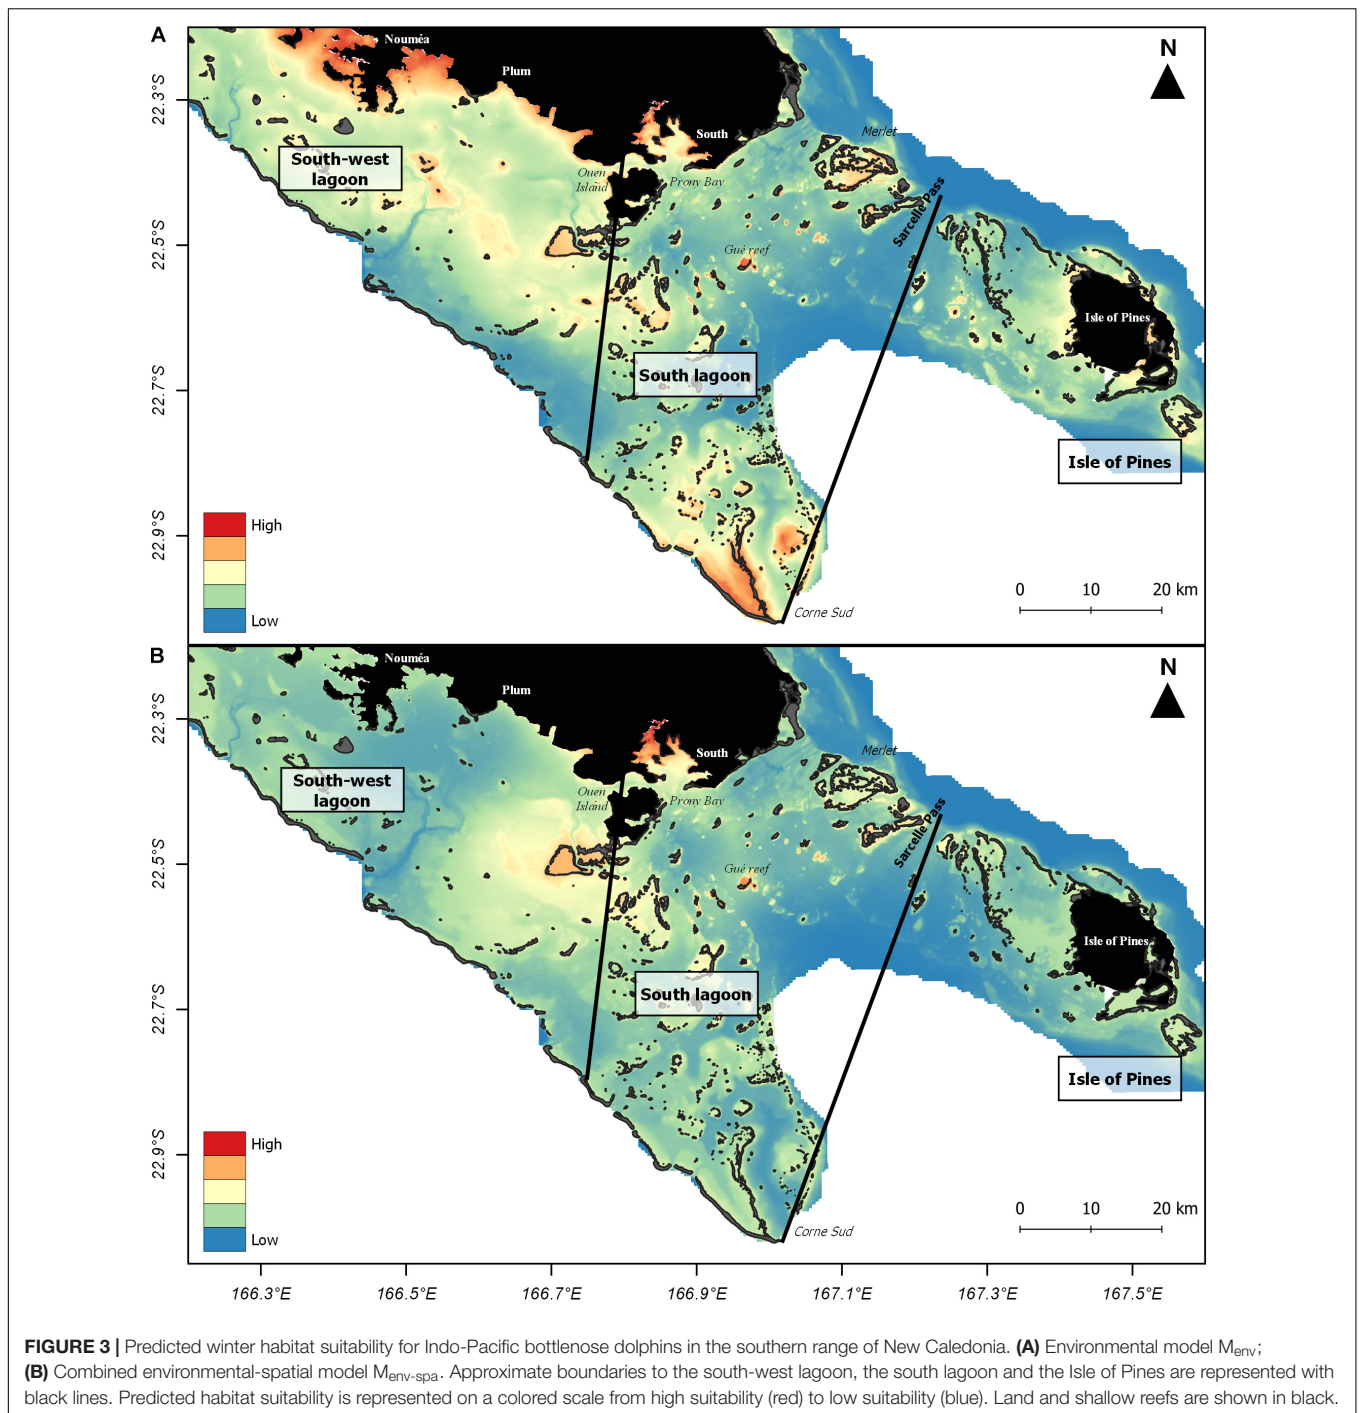 A
Nouméa
N
Plum
22.3°S
South
Merlet
South-west
lagoon
Ouen
Island
Prony Bay
Sarcelle Pass
22.5°S
Gué reef
Isle of Pines
South lagoon
22.7°S
Isle of Pines
High
22.9°S
Low
0 10 20 km
Corne Sud
B
Nouméa
N
Plum
22.3°S
South
Merlet
South-west
lagoon
Ouen
Island
Prony Bay
Sarcelle Pass
22.5°S
Gué reef
Isle of Pines
South lagoon
22.7°S
Isle of Pines
High
22.9°S
Low
0 10 20 km
Corne Sud
166.3°E 166.5°E 166.7°E 166.9°E 167.1°E 167.3°E 167.5°E
FIGURE 3 | Predicted winter habitat suitability for Indo-Pacific bottlenose dolphins in the southern range of New Caledonia. (A) Environmental model Menv;
(B) Combined environmental-spatial model Menv-spa. Approximate boundaries to the south-west lagoon, the south lagoon and the Isle of Pines are represented with
black lines. Predicted habitat suitability is represented on a colored scale from high suitability (red) to low suitability (blue). Land and shallow reefs are shown in black.